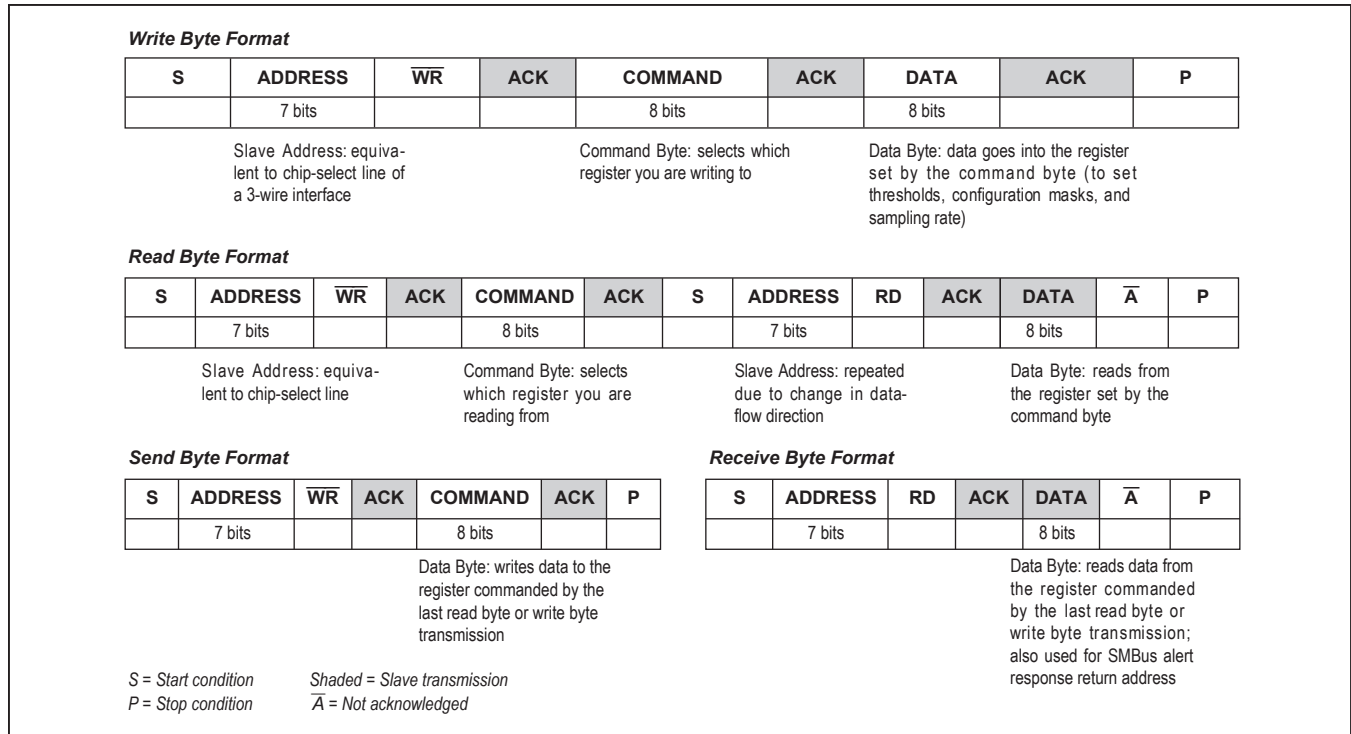 Write Byte Format
S ADDRESS W̅R̅ ACK COMMAND ACK DATA ACK P
7 bits 8 bits 8 bits
Slave Address: equiva-
lent to chip-select line of
a 3-wire interface
Command Byte: selects which
register you are writing to
Data Byte: data goes into the register
set by the command byte (to set
thresholds, configuration masks, and
sampling rate)
Read Byte Format
S ADDRESS W̅R̅ ACK COMMAND ACK S ADDRESS RD ACK DATA A̅ P
7 bits 8 bits 7 bits 8 bits
Slave Address: equiva-
lent to chip-select line
Command Byte: selects
which register you are
reading from
Slave Address: repeated
due to change in data-
flow direction
Data Byte: reads from
the register set by the
command byte
Send Byte Format
S ADDRESS W̅R̅ ACK COMMAND ACK P
7 bits 8 bits
Data Byte: writes data to the
register commanded by the
last read byte or write byte
transmission
Receive Byte Format
S ADDRESS RD ACK DATA A̅ P
7 bits 8 bits
Data Byte: reads data from
the register commanded
by the last read byte or
write byte transmission;
also used for SMBus alert
response return address
S = Start condition Shaded = Slave transmission
P = Stop condition A̅ = Not acknowledged